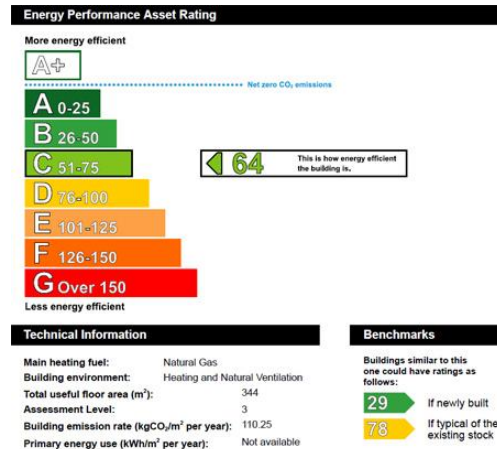 Energy Performance Asset Rating
More energy efficient
A+
Net zero CO₂ emissions
A 0-25
B 26-50
C 51-75
64
This is how energy efficient
the building is.
D 76-100
E 101-125
F 126-150
G Over 150
Less energy efficient
Technical Information
Main heating fuel: Natural Gas
Building environment: Heating and Natural Ventilation
Total useful floor area (m²): 344
Assessment Level: 3
Building emission rate (kgCO₂/m² per year): 110.25
Primary energy use (kWh/m² per year): Not available
Benchmarks
Buildings similar to this
one could have ratings as
follows:
29 If newly built
78 If typical of the
existing stock